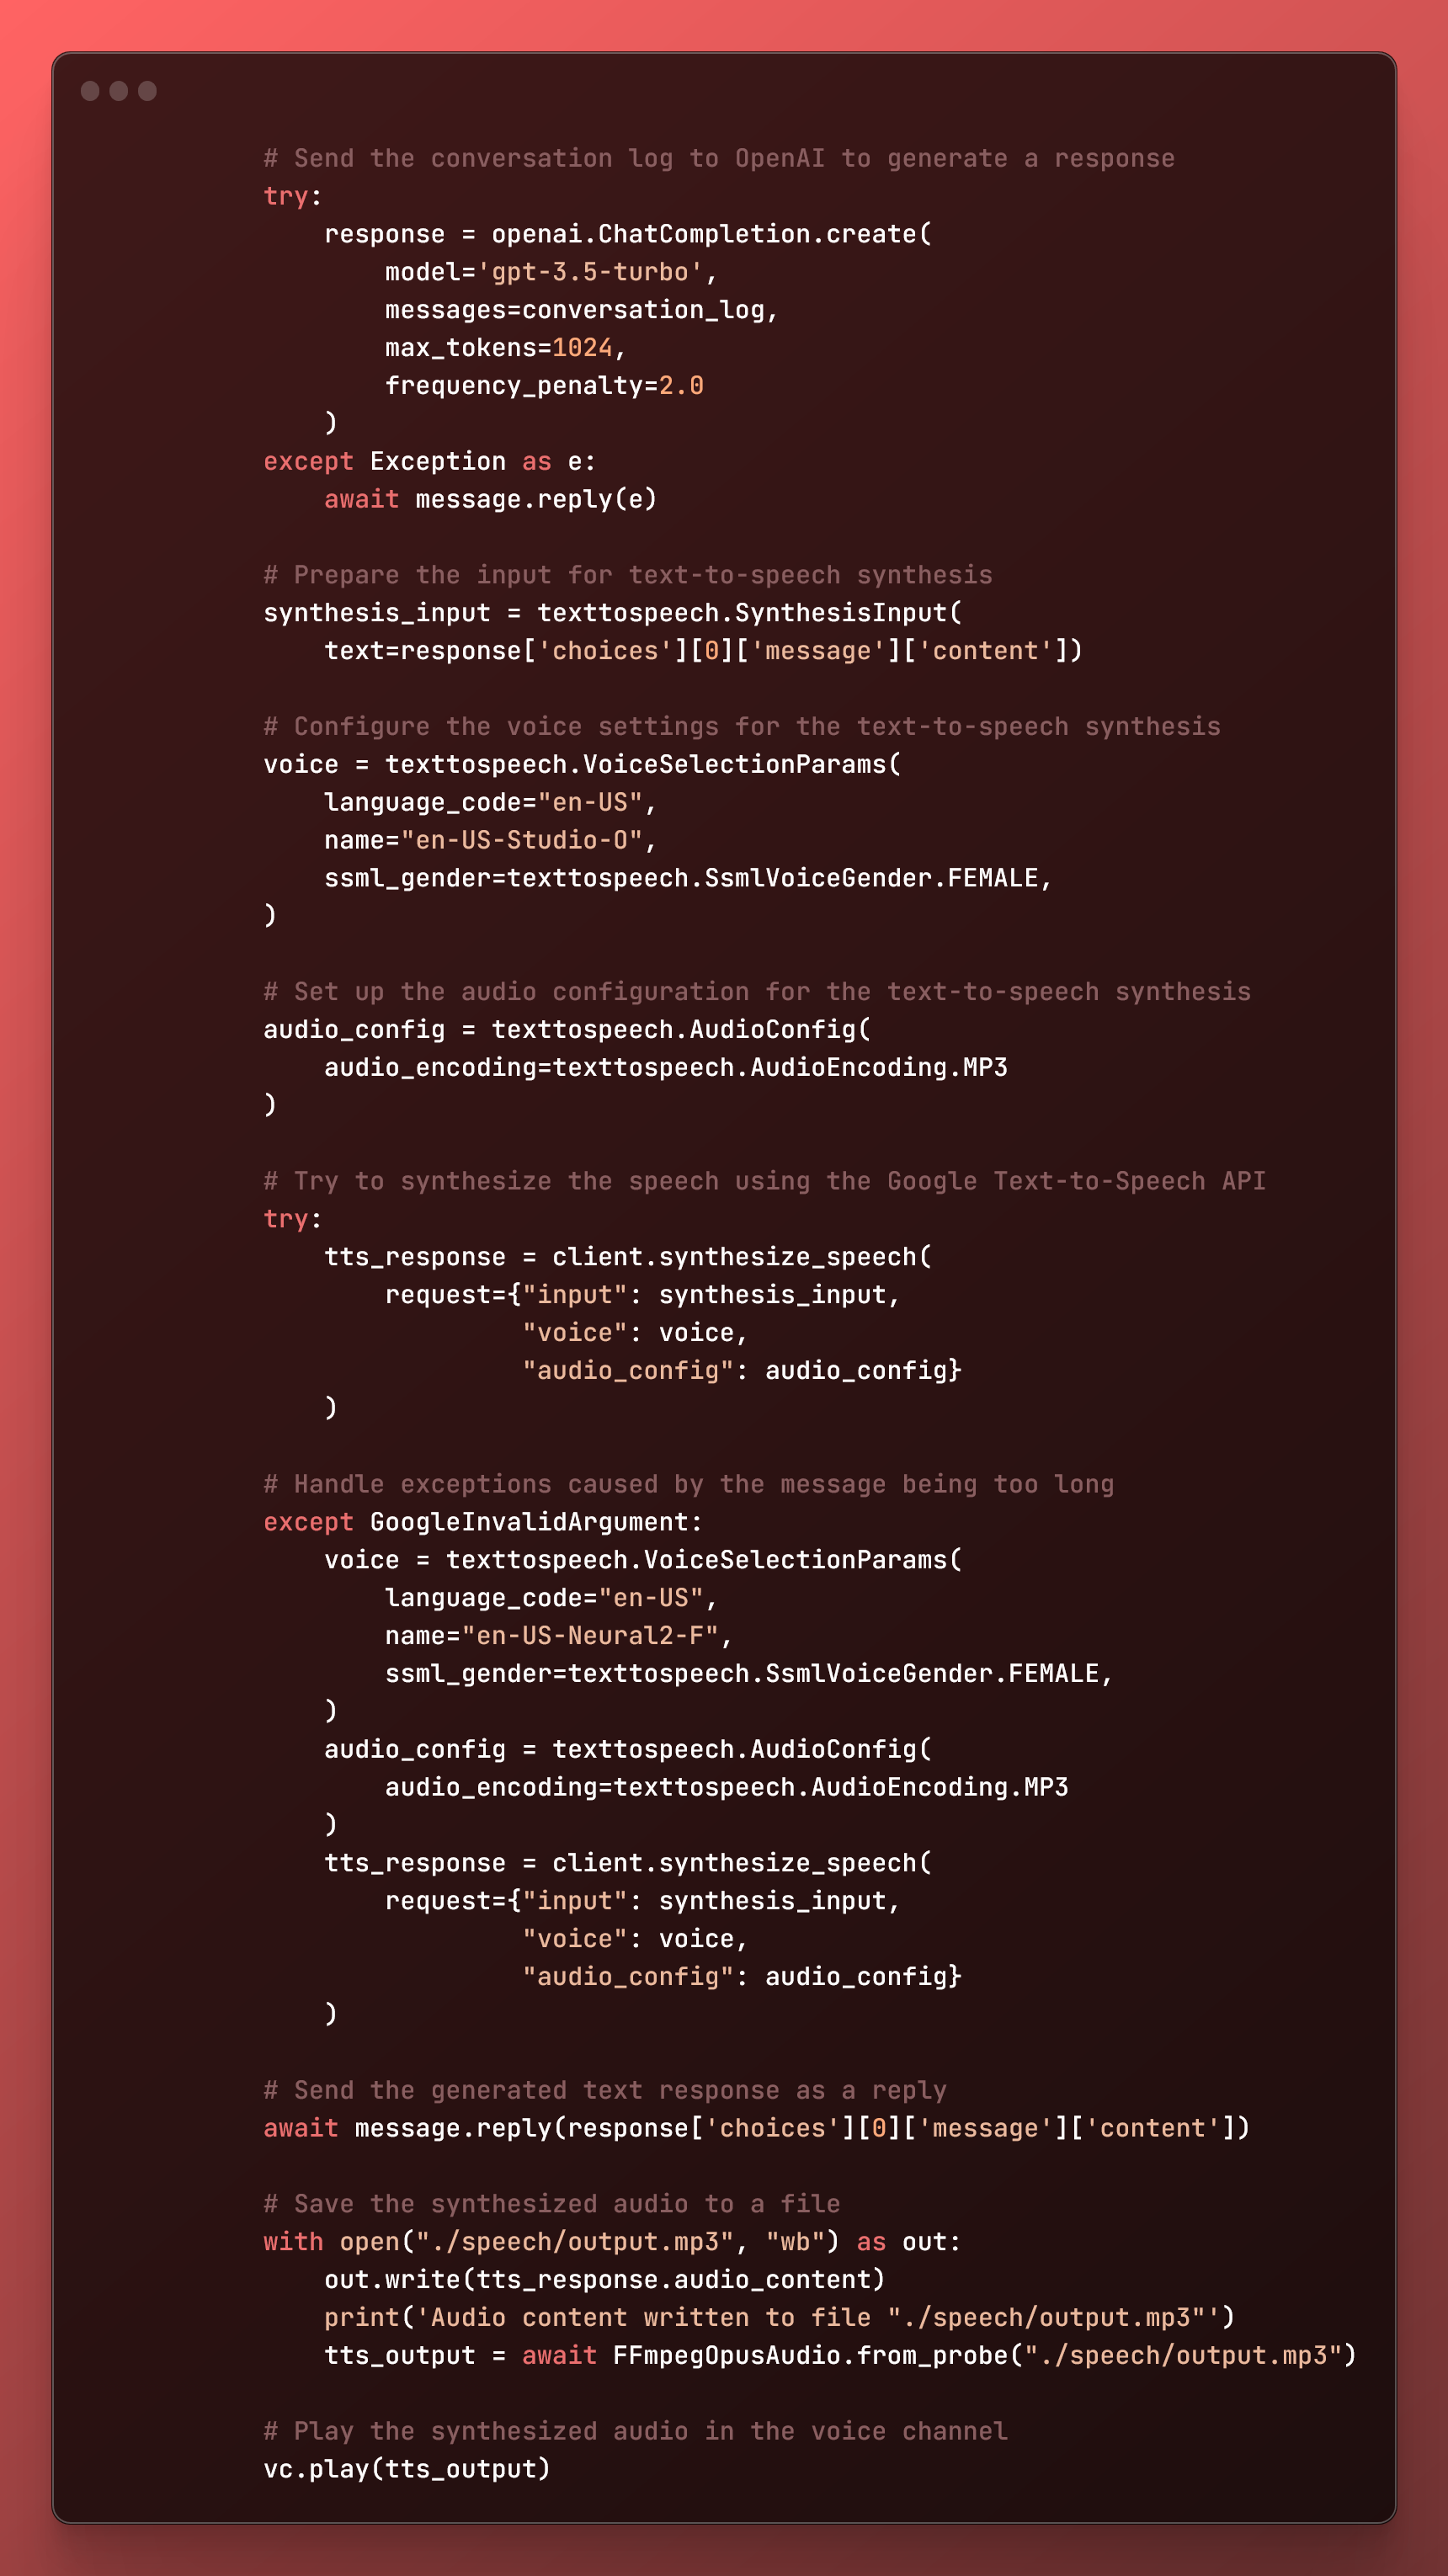 # Send the conversation log to OpenAI to generate a response
try:
    response = openai.ChatCompletion.create(
        model='gpt-3.5-turbo',
        messages=conversation_log,
        max_tokens=1024,
        frequency_penalty=2.0
    )
except Exception as e:
    await message.reply(e)

# Prepare the input for text-to-speech synthesis
synthesis_input = texttospeech.SynthesisInput(
    text=response['choices'][0]['message']['content'])

# Configure the voice settings for the text-to-speech synthesis
voice = texttospeech.VoiceSelectionParams(
    language_code="en-US",
    name="en-US-Studio-O",
    ssml_gender=texttospeech.SsmlVoiceGender.FEMALE,
)

# Set up the audio configuration for the text-to-speech synthesis
audio_config = texttospeech.AudioConfig(
    audio_encoding=texttospeech.AudioEncoding.MP3
)

# Try to synthesize the speech using the Google Text-to-Speech API
try:
    tts_response = client.synthesize_speech(
        request={"input": synthesis_input,
                 "voice": voice,
                 "audio_config": audio_config}
    )

# Handle exceptions caused by the message being too long
except GoogleInvalidArgument:
    voice = texttospeech.VoiceSelectionParams(
        language_code="en-US",
        name="en-US-Neural2-F",
        ssml_gender=texttospeech.SsmlVoiceGender.FEMALE,
    )
    audio_config = texttospeech.AudioConfig(
        audio_encoding=texttospeech.AudioEncoding.MP3
    )
    tts_response = client.synthesize_speech(
        request={"input": synthesis_input,
                 "voice": voice,
                 "audio_config": audio_config}
    )

# Send the generated text response as a reply
await message.reply(response['choices'][0]['message']['content'])

# Save the synthesized audio to a file
with open("./speech/output.mp3", "wb") as out:
    out.write(tts_response.audio_content)
    print('Audio content written to file "./speech/output.mp3"')
    tts_output = await FFmpegOpusAudio.from_probe("./speech/output.mp3")

# Play the synthesized audio in the voice channel
vc.play(tts_output)